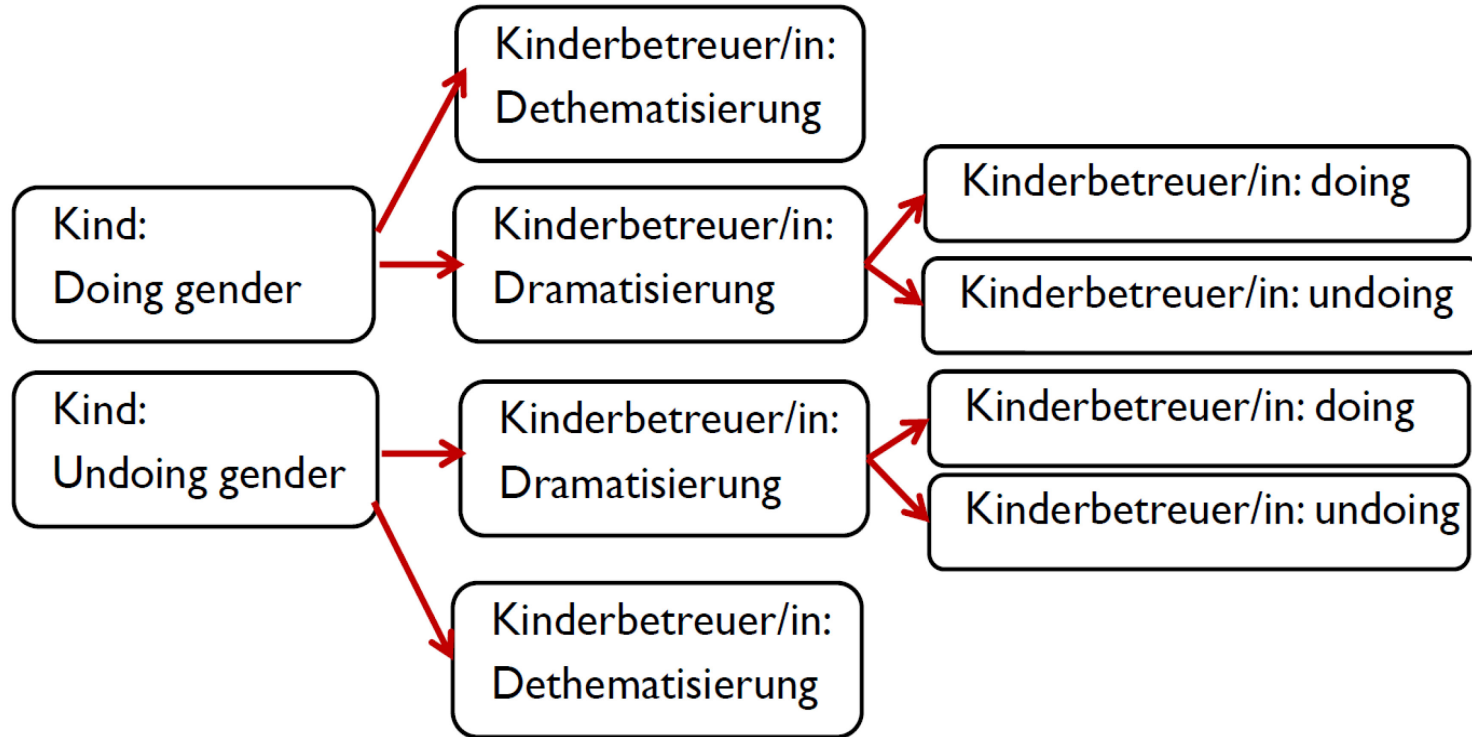 Kinderbetreuer/in:
Dethematisierung
Kind:
Doing gender
Kinderbetreuer/in:
Dramatisierung
Kinderbetreuer/in: doing
Kinderbetreuer/in: undoing
Kind:
Undoing gender
Kinderbetreuer/in:
Dramatisierung
Kinderbetreuer/in: doing
Kinderbetreuer/in: undoing
Kinderbetreuer/in:
Dethematisierung